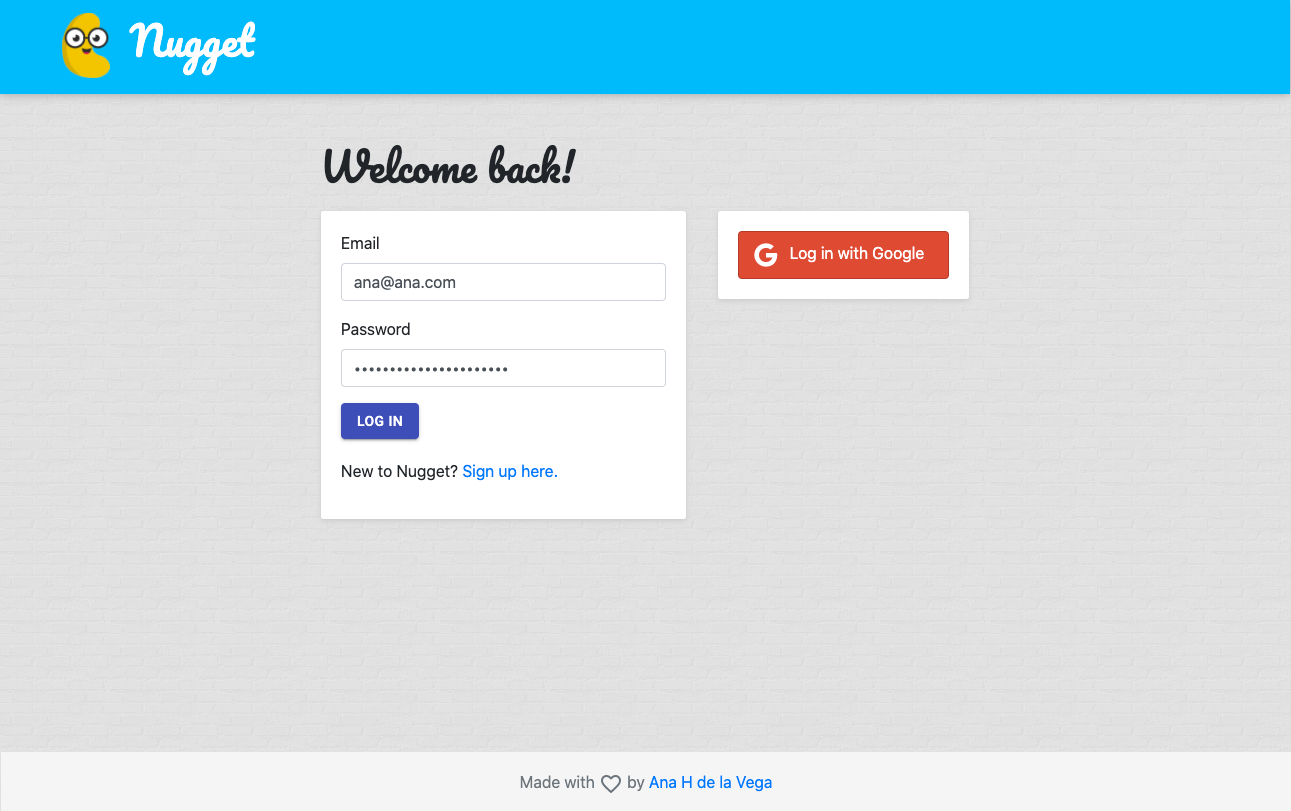 Nugget
Welcome back!
Email
ana@ana.com
Password
••••••••••••••••••••••
LOG IN
New to Nugget? Sign up here.
Log in with Google
Made with ♡ by Ana H de la Vega